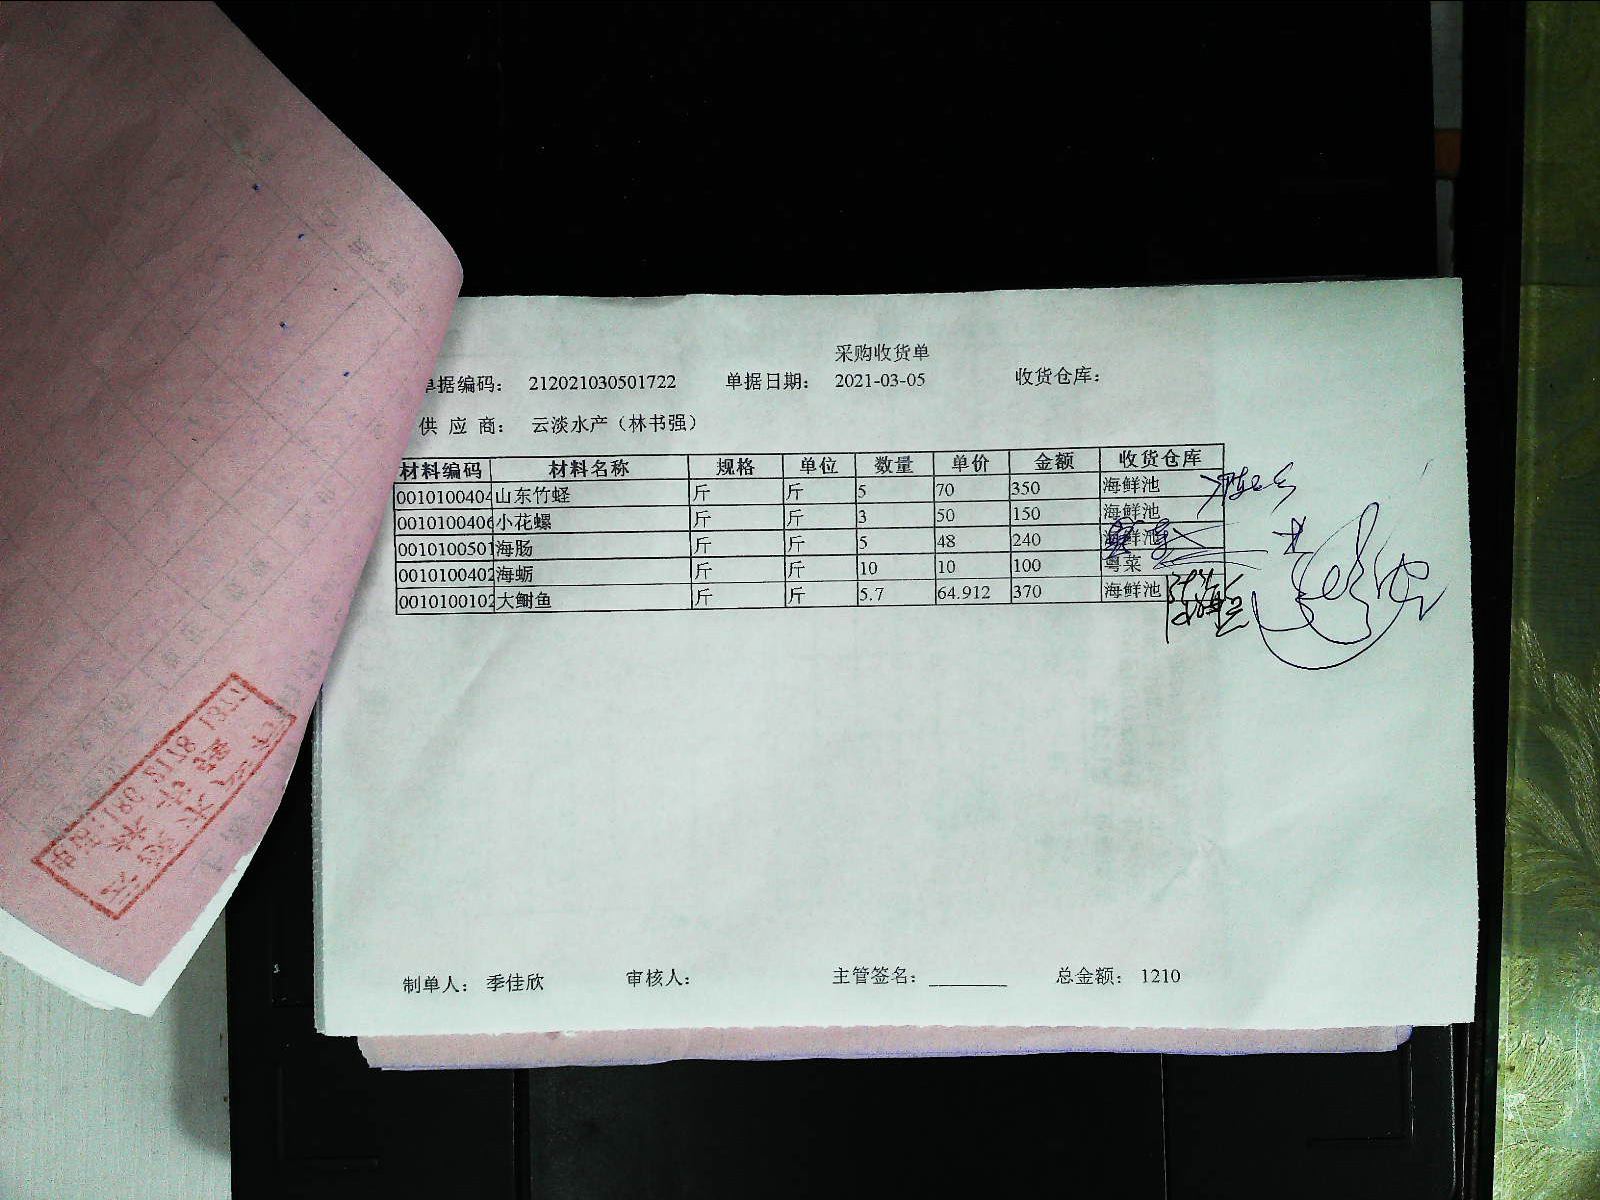 采购收货单
单据编码： 212021030501722 单据日期： 2021-03-05 收货仓库：
供 应 商： 云淡水产（林书强）
材料编码 材料名称 规格 单位 数量 单价 金额 收货仓库
0010100404 山东竹蛏 斤 斤 5 70 350 海鲜池
0010100406 小花螺 斤 斤 3 50 150 海鲜池
0010100501 海肠 斤 斤 5 48 240 海鲜池
0010100402 海蛎 斤 斤 10 10 100 粤菜
0010100102 大鲥鱼 斤 斤 5.7 64.912 370 海鲜池
制单人： 季佳欣 审核人： 主管签名： 总金额： 1210